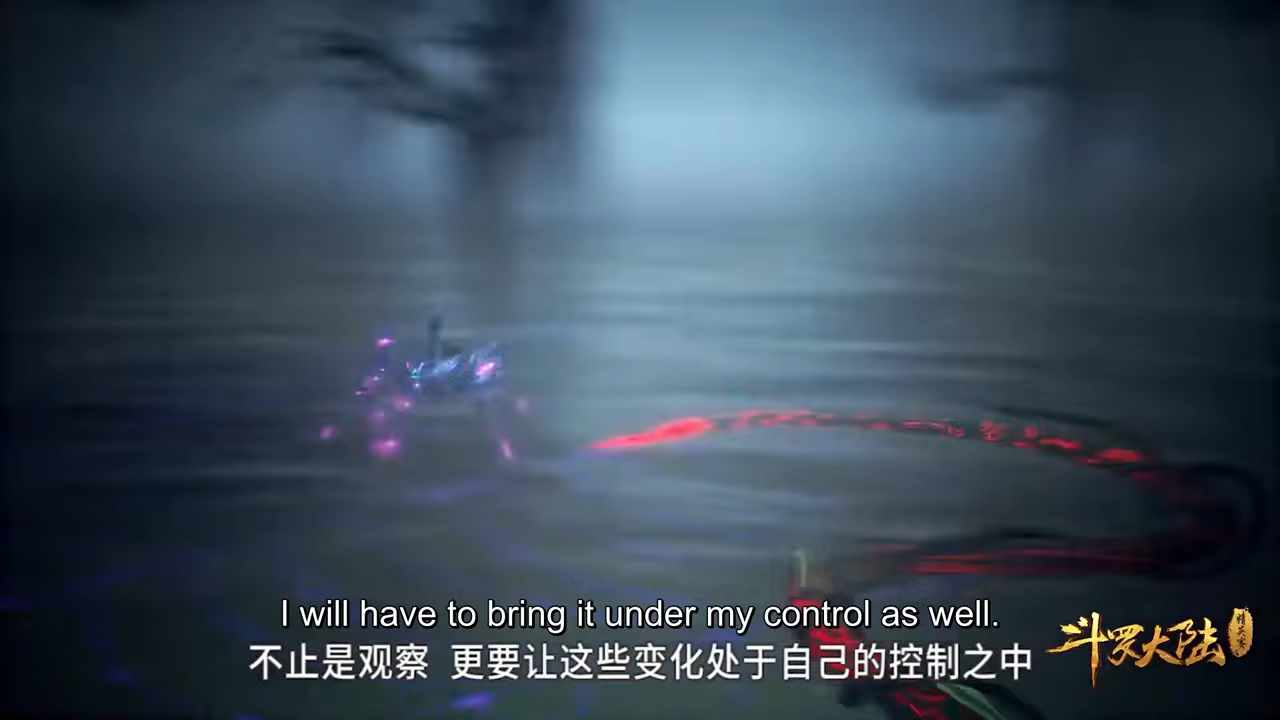 I will have to bring it under my control as well.
不止是观察 更要让这些变化处于自己的控制之中
斗罗大陆